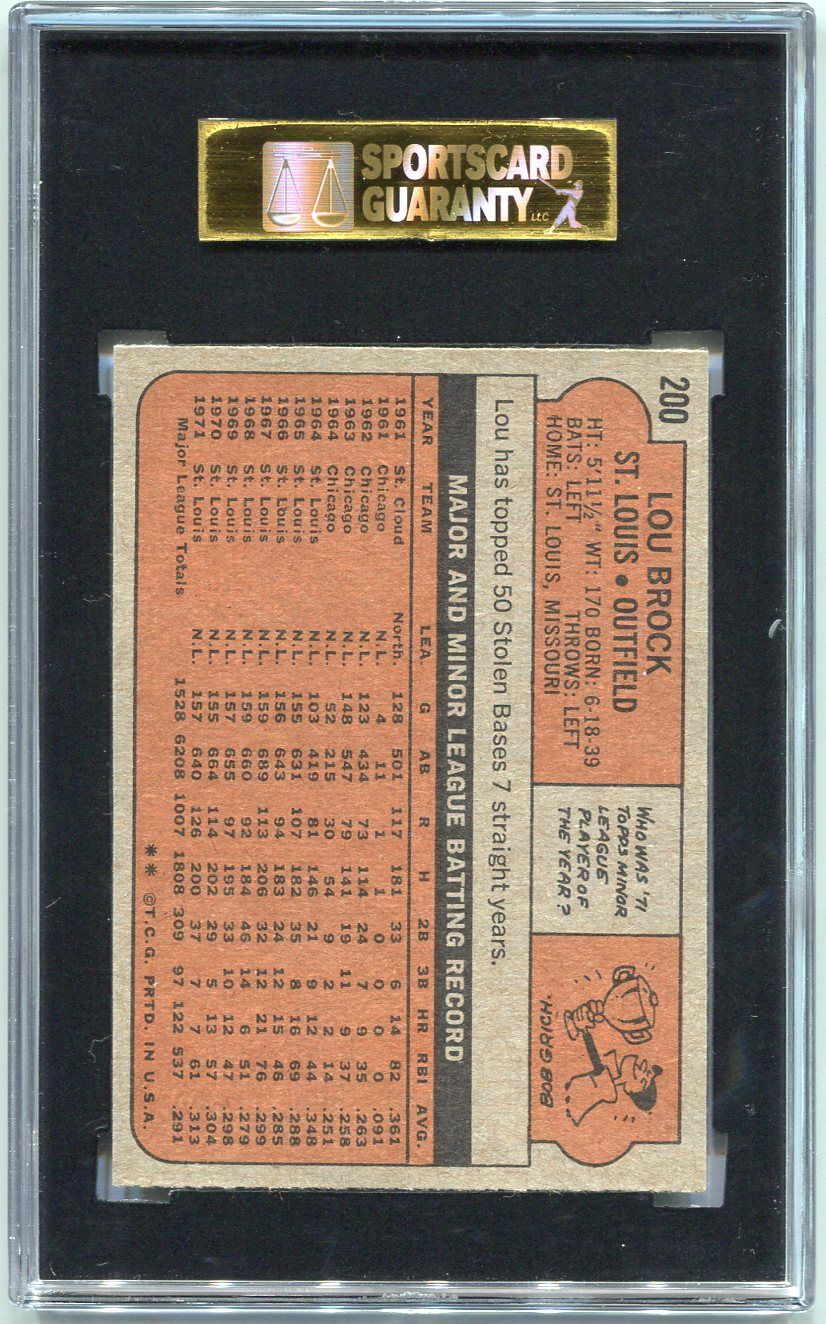 SPORTSCARD
GUARANTY LLC
200
LOU BROCK
ST. LOUIS • OUTFIELD
HT: 5'11½" WT: 170 BORN: 6-18-39
BATS: LEFT THROWS: LEFT
HOME: ST. LOUIS, MISSOURI
WHO WAS '71
TOPPS MINOR
LEAGUE
PLAYER OF
THE YEAR?
BOB GRICH.
Lou has topped 50 Stolen Bases 7 straight years.
MAJOR AND MINOR LEAGUE BATTING RECORD
YEAR TEAM LEA. G AB R H 2B 3B HR RBI AVG.
1961 St. Cloud North. 128 501 117 181 33 6 14 82 .361
1961 Chicago N.L. 4 11 1 1 0 0 0 0 .091
1962 Chicago N.L. 123 434 73 114 24 7 9 35 .263
1963 Chicago N.L. 148 547 79 141 19 11 9 37 .258
1964 Chicago N.L. 52 215 30 54 9 2 2 14 .251
1964 St. Louis N.L. 103 419 81 146 21 9 12 44 .348
1965 St. Louis N.L. 155 631 107 182 35 8 16 69 .288
1966 St. Louis N.L. 156 643 94 183 24 12 15 46 .285
1967 St. Louis N.L. 159 689 113 206 32 12 21 76 .299
1968 St. Louis N.L. 159 660 92 184 46 14 6 51 .279
1969 St. Louis N.L. 157 655 97 195 33 10 12 47 .298
1970 St. Louis N.L. 155 664 114 202 29 5 13 57 .304
1971 St. Louis N.L. 157 640 126 200 37 7 7 61 .313
Major League Totals 1528 6208 1007 1808 309 97 122 537 .291
** ©T.C.G. PRTD. IN U.S.A.